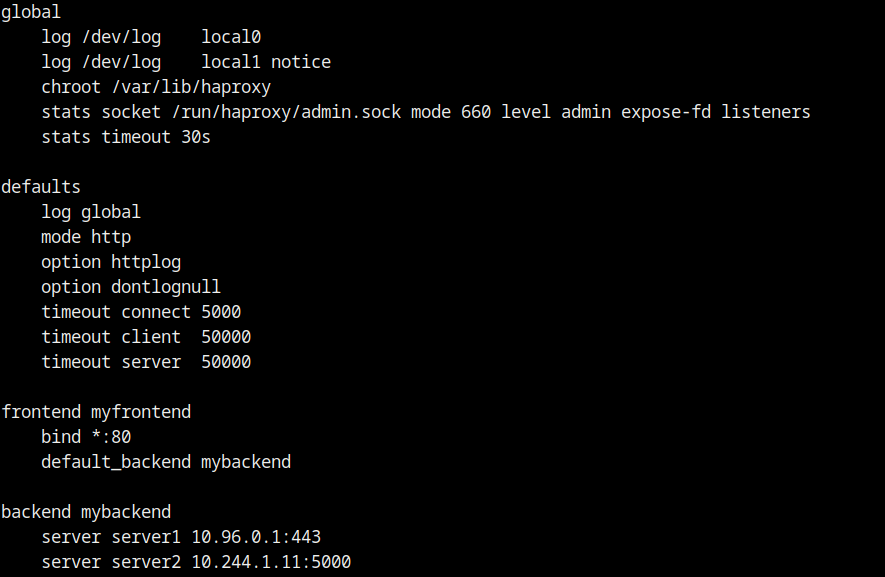 global
    log /dev/log    local0
    log /dev/log    local1 notice
    chroot /var/lib/haproxy
    stats socket /run/haproxy/admin.sock mode 660 level admin expose-fd listeners
    stats timeout 30s

defaults
    log global
    mode http
    option httplog
    option dontlognull
    timeout connect 5000
    timeout client  50000
    timeout server  50000

frontend myfrontend
    bind *:80
    default_backend mybackend

backend mybackend
    server server1 10.96.0.1:443
    server server2 10.244.1.11:5000